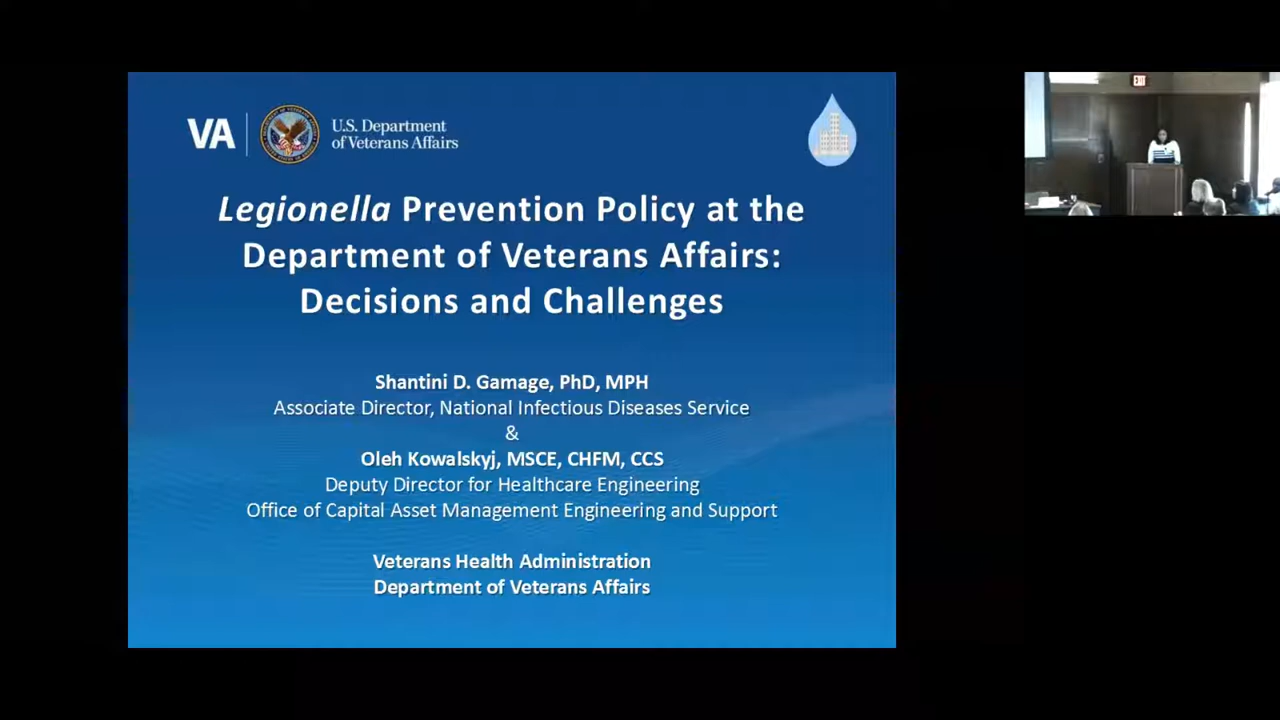 VA
U.S. Department
of Veterans Affairs
Legionella Prevention Policy at the
Department of Veterans Affairs:
Decisions and Challenges
Shantini D. Gamage, PhD, MPH
Associate Director, National Infectious Diseases Service
&
Oleh Kowalskyj, MSCE, CHFM, CCS
Deputy Director for Healthcare Engineering
Office of Capital Asset Management Engineering and Support
Veterans Health Administration
Department of Veterans Affairs
EXIT